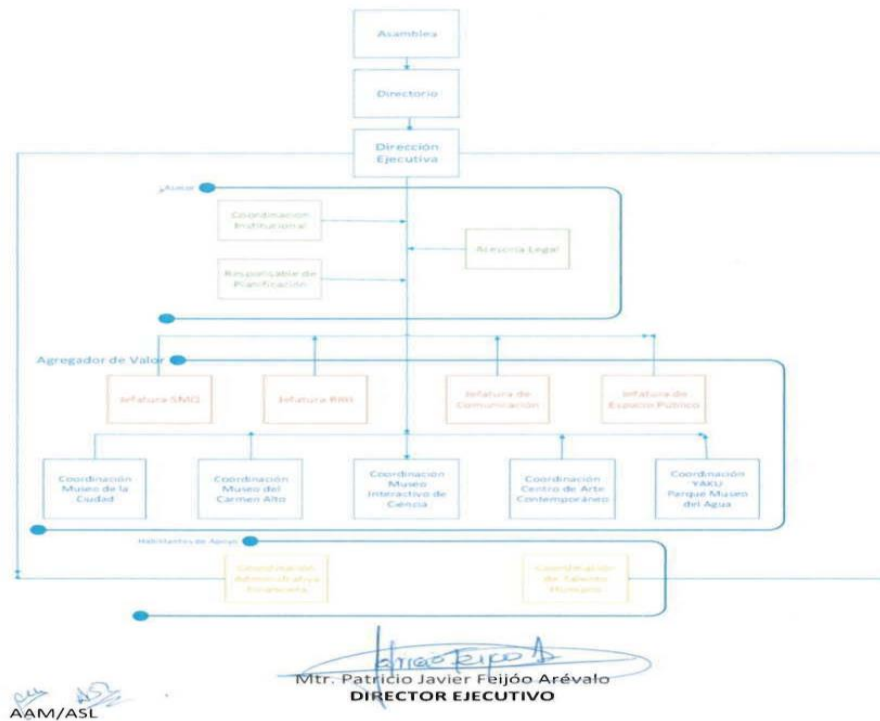 Asamblea
Directorio
Dirección
Ejecutiva
Asesor
Coordinación
Institucional
Asesoría Legal
Responsable de
Planificación
Agregador de Valor
Jefatura SMQ
Jefatura
Jefatura de
Comunicación
Jefatura de
Espacio Público
Coordinación
Museo de la
Ciudad
Coordinación
Museo del
Carmen Alto
Coordinación
Museo
Interactivo de
Ciencia
Coordinación
Centro de Arte
Contemporáneo
Coordinación
YAKU
Parque Museo
del Agua
Habilitantes de Apoyo
Coordinación
Administrativa
Financiera
Coordinación
de Talento
Humano
Mtr. Patricio Javier Feijóo Arévalo
DIRECTOR EJECUTIVO
AAM/ASL